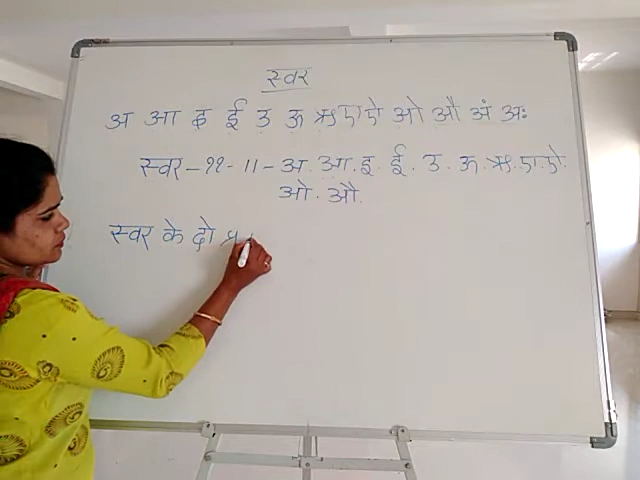 स्वर
अ आ इ ई उ ऊ ऋ ए ऐ ओ औ अं अः
स्वर - ११ - 11 - अ. आ. इ. ई. उ. ऊ. ऋ. ए. ऐ.
ओ. औ.
स्वर के दो